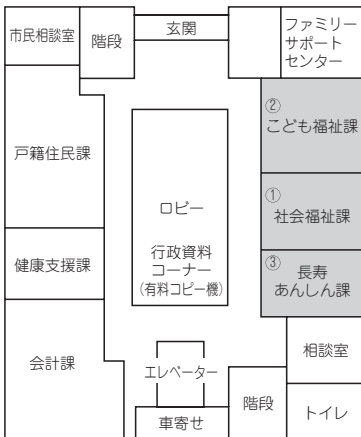 市民相談室
階段
玄関
ファミリー
サポート
センター
②
こども福祉課
戸籍住民課
ロビー
行政資料
コーナー
(有料コピー機)
①
社会福祉課
健康支援課
③
長寿
あんしん課
会計課
エレベーター
相談室
階段
車寄せ
トイレ